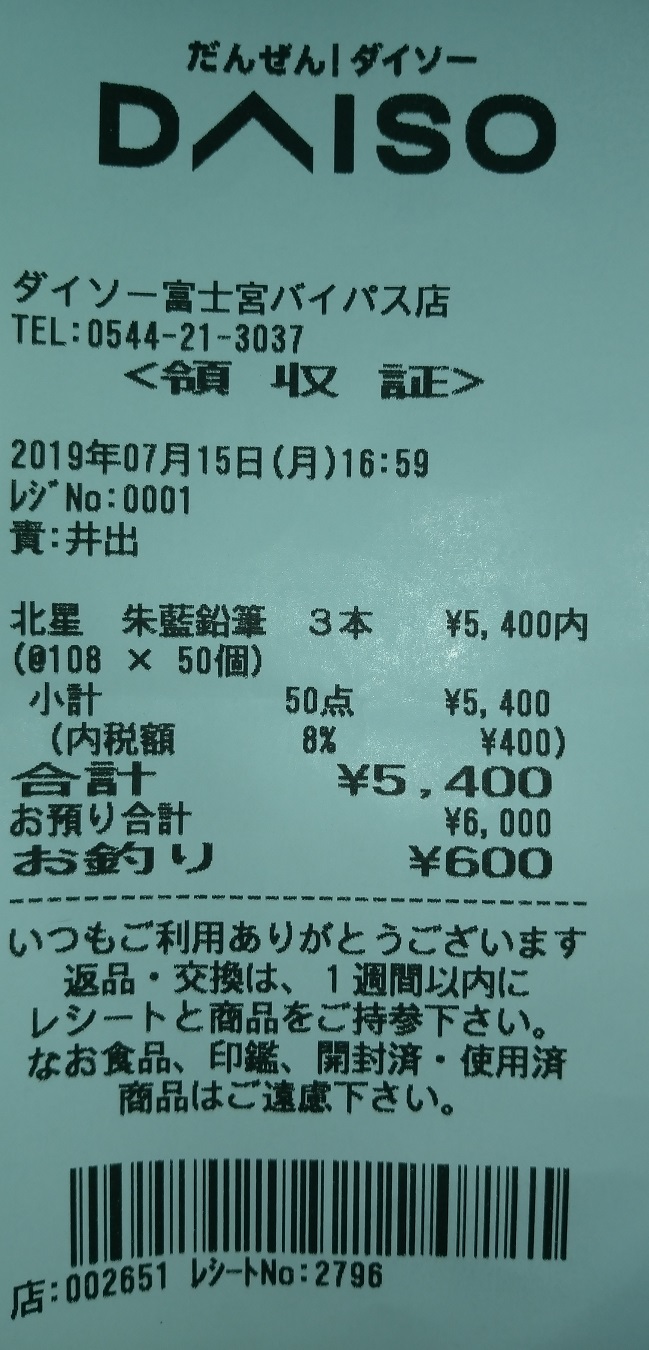 だんぜん|ダイソー
DAISO
ダイソー富士宮バイパス店
TEL:0544-21-3037
<領 収 証>
2019年07月15日(月)16:59
ﾚｼﾞNo:0001
責:井出
北星 朱藍鉛筆 3本 ¥5,400内
(@108 × 50個)
小計 50点 ¥5,400
(内税額 8% ¥400)
合計 ¥5,400
お預り合計 ¥6,000
お釣り ¥600
いつもご利用ありがとうございます
返品・交換は、1週間以内に
レシートと商品をご持参下さい。
なお食品、印鑑、開封済・使用済
商品はご遠慮下さい。
店:002651 ﾚｼｰﾄNo:2796